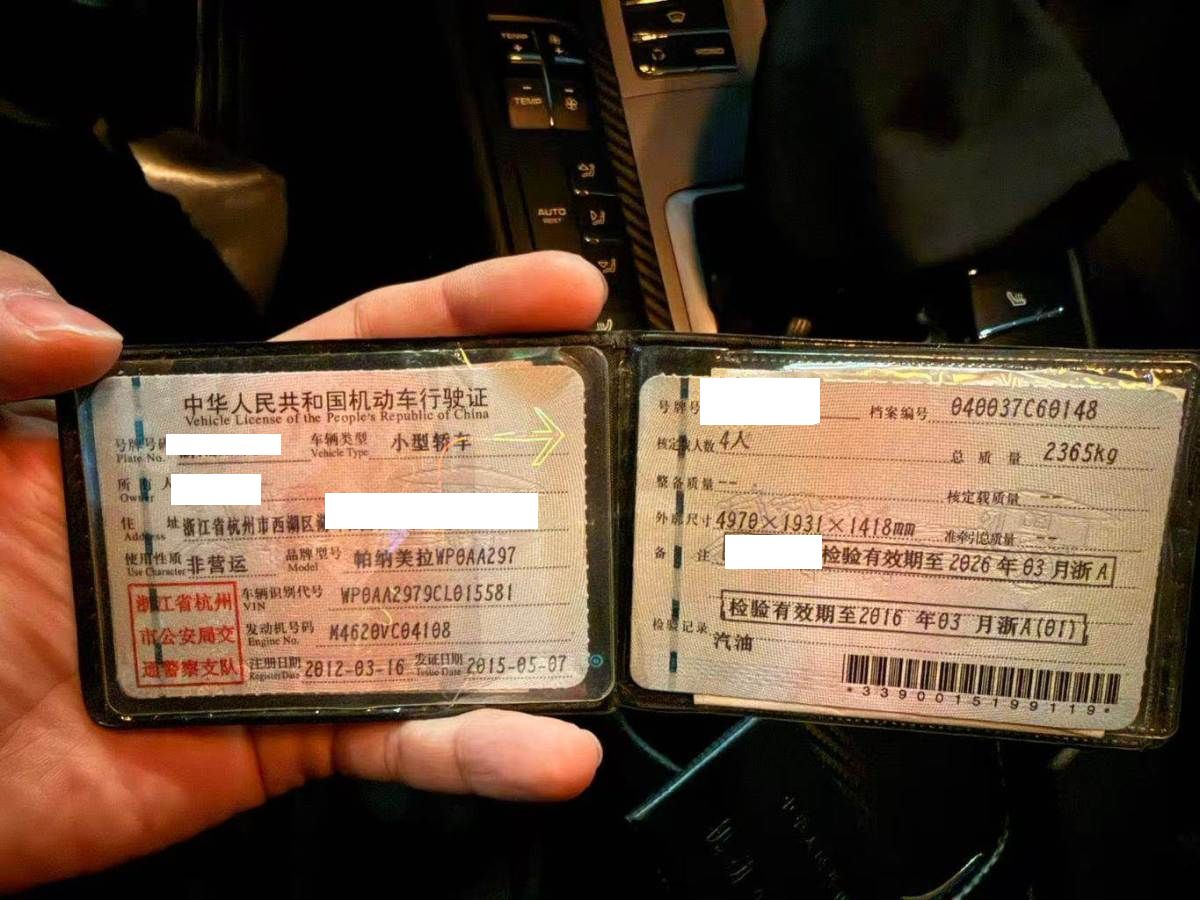 TEMP
TEMP
AUTO
中华人民共和国机动车行驶证
Vehicle License of the People's Republic of China
号牌号码 车辆类型 小型轿车
Plate No. Vehicle Type
所有人
Owner
住址 浙江省杭州市西湖区
Address
使用性质 非营运 品牌型号 帕纳美拉WP0AA297
Use Character Model
浙江省杭州市公安局交通警察支队
车辆识别代号 WP0AA2979CL015581
VIN
发动机号码 M4620VC04108
Engine No.
注册日期 2012-03-16 发证日期 2015-05-07
Register Date Issue Date
号牌号 档案编号 040037C60148
核定载人数 4人 总质量 2365kg
整备质量 -- 核定载质量 --
外廓尺寸 4970×1931×1418mm 准牵引总质量 --
备注 检验有效期至2026年03月浙A
检验有效期至2016年03月浙A(01)
检验记录 汽油
*3390015199119*